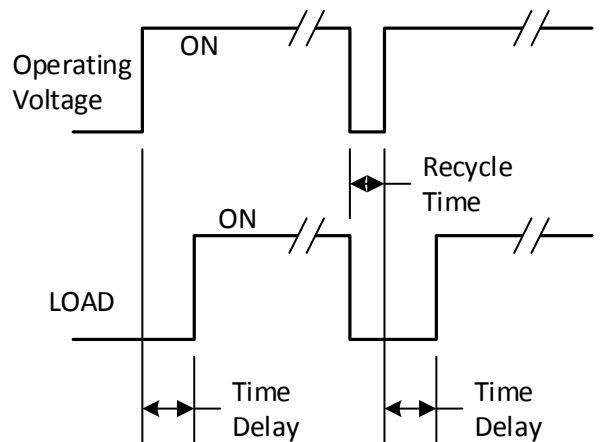 ON
Operating
Voltage
Recycle
Time
ON
LOAD
Time
Delay
Time
Delay